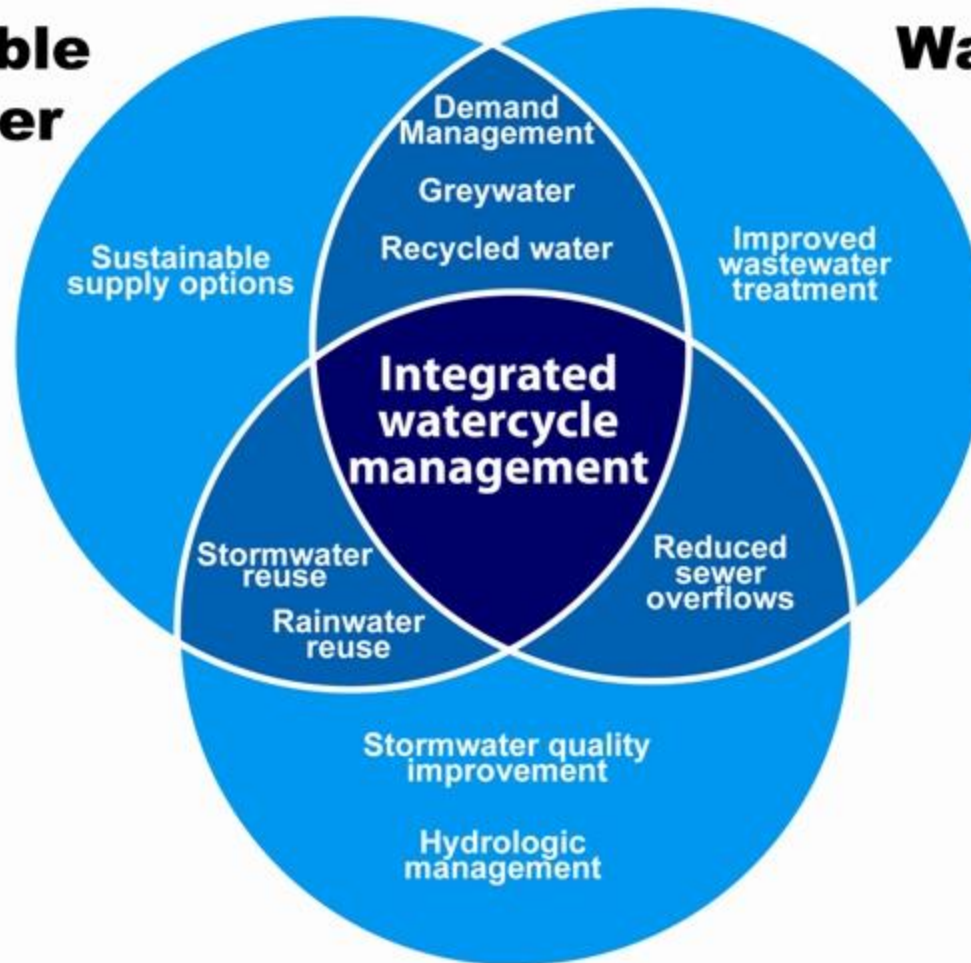 ble
er
Wa
Demand
Management
Greywater
Recycled water
Sustainable
supply options
Improved
wastewater
treatment
Integrated
watercycle
management
Stormwater
reuse
Rainwater
reuse
Reduced
sewer
overflows
Stormwater quality
improvement
Hydrologic
management